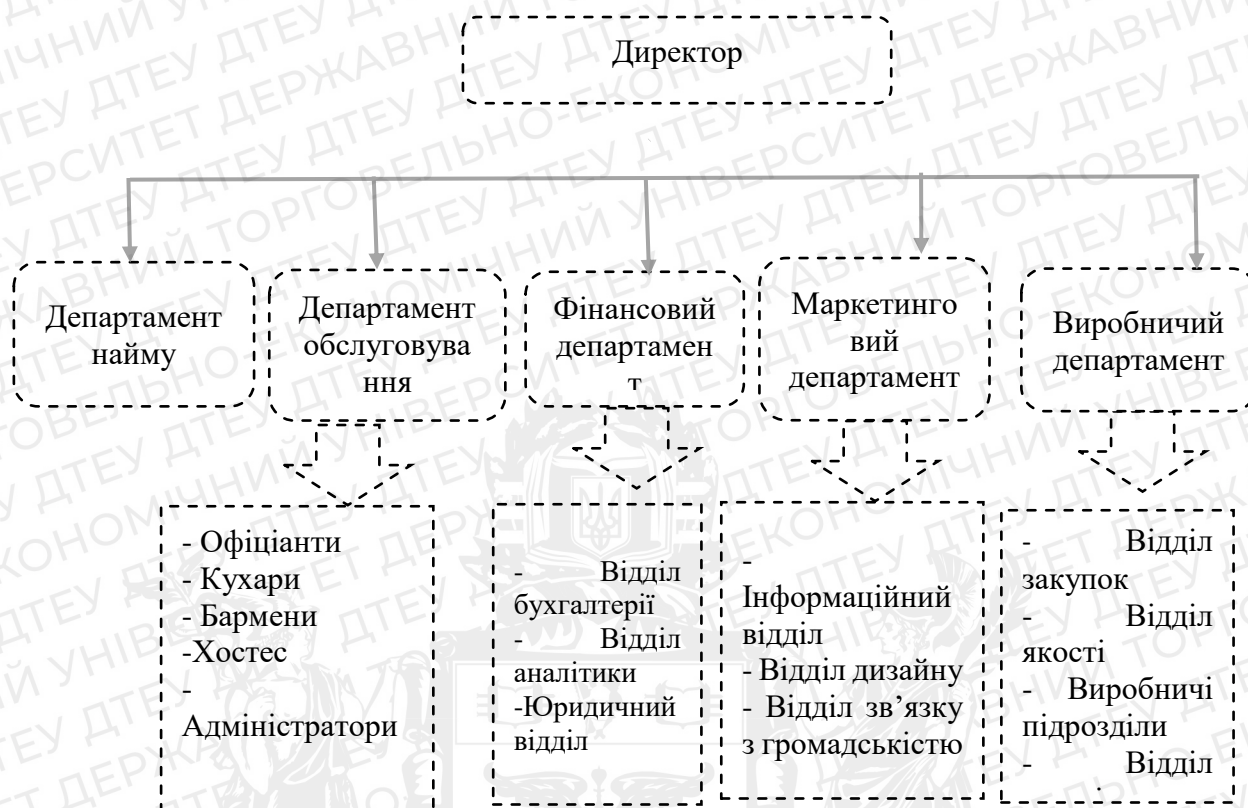 Директор
Департамент
найму
Департамент
обслуговува
ння
Фінансовий
департамен
т
Маркетинго
вий
департамент
Виробничий
департамент
- Офіціанти
- Кухари
- Бармени
-Хостес
-
Адміністратори
- Відділ
бухгалтерії
- Відділ
аналітики
-Юридичний
відділ
-
Інформаційний
відділ
- Відділ дизайну
- Відділ зв’язку
з громадськістю
- Відділ
закупок
- Відділ
якості
- Виробничі
підрозділи
- Відділ